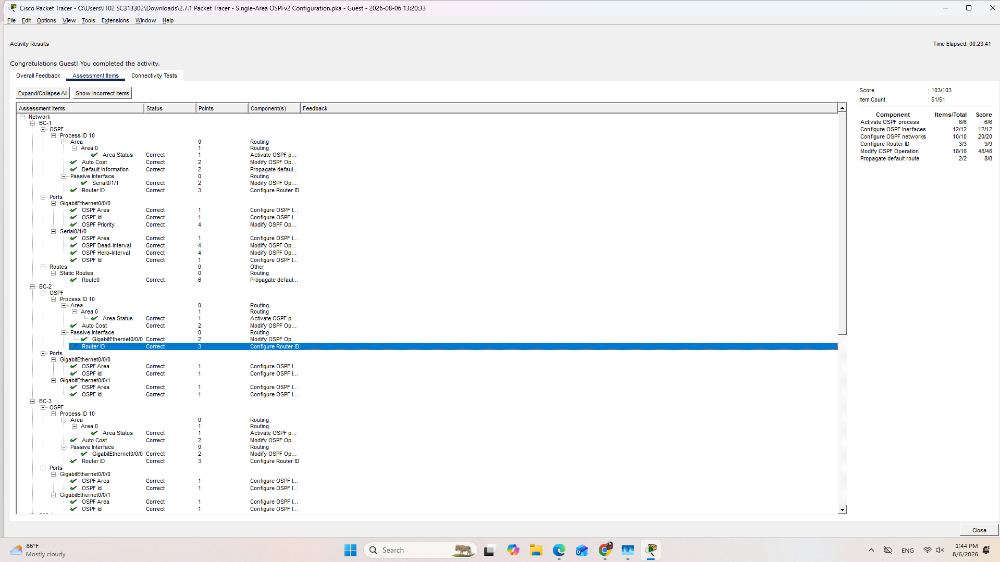 Cisco Packet Tracer - C:\Users\IT02 SC313302\Downloads\2.7.1 Packet Tracer - Single-Area OSPFv2 Configuration.pka - Guest - 2026-08-06 13:20:33
File Edit Options View Tools Extensions Window Help
Activity Results
Time Elapsed: 00:23:41
Congratulations Guest! You completed the activity.
Overall Feedback Assessment Items Connectivity Tests
Expand/Collapse All Show Incorrect Items
Assessment Items Status Points Component(s) Feedback
Network
BC-1
OSPF
Process ID 10
Area 0 Routing
Area 0 1 Routing
Area Status Correct 1 Activate OSPF p...
Auto Cost Correct 2 Modify OSPF Op...
Default Information Correct 2 Propagate defaul...
Passive Interface 0 Routing
Serial0/1/1 Correct 2 Modify OSPF Op...
Router ID Correct 3 Configure Router ID
Ports
GigabitEthernet0/0/0
OSPF Area Correct 1 Configure OSPF I...
OSPF Id Correct 1 Configure OSPF I...
OSPF Priority Correct 4 Modify OSPF Op...
Serial0/1/0
OSPF Area Correct 1 Configure OSPF I...
OSPF Dead-Interval Correct 4 Modify OSPF Op...
OSPF Hello-Interval Correct 4 Modify OSPF Op...
OSPF Id Correct 1 Configure OSPF I...
Routes 0 Other
Static Routes 0 Routing
Route0 Correct 6 Propagate defaul...
BC-2
OSPF
Process ID 10
Area 0 Routing
Area 0 1 Routing
Area Status Correct 1 Activate OSPF p...
Auto Cost Correct 2 Modify OSPF Op...
Passive Interface 0 Routing
GigabitEthernet0/0/0 Correct 2 Modify OSPF Op...
Router ID Correct 3 Configure Router ID
Ports
GigabitEthernet0/0/0
OSPF Area Correct 1 Configure OSPF I...
OSPF Id Correct 1 Configure OSPF I...
GigabitEthernet0/0/1
OSPF Area Correct 1 Configure OSPF I...
OSPF Id Correct 1 Configure OSPF I...
BC-3
OSPF
Process ID 10
Area 0 Routing
Area 0 1 Routing
Area Status Correct 1 Activate OSPF p...
Auto Cost Correct 2 Modify OSPF Op...
Passive Interface 0 Routing
GigabitEthernet0/0/0 Correct 2 Modify OSPF Op...
Router ID Correct 3 Configure Router ID
Ports
GigabitEthernet0/0/0
OSPF Area Correct 1 Configure OSPF I...
OSPF Id Correct 1 Configure OSPF I...
GigabitEthernet0/0/1
OSPF Area Correct 1 Configure OSPF I...
OSPF Id Correct 1 Configure OSPF I...
Score : 103/103
Item Count : 51/51
Component Items/Total Score
Activate OSPF process 6/6 6/6
Configure OSPF Inerfaces 12/12 12/12
Configure OSPF networks 10/10 20/20
Configure Router ID 3/3 9/9
Modify OSPF Operation 18/18 48/48
Propagate default route 2/2 8/8
Close
86°F
Mostly cloudy
Search
ENG
1:44 PM
8/6/2026